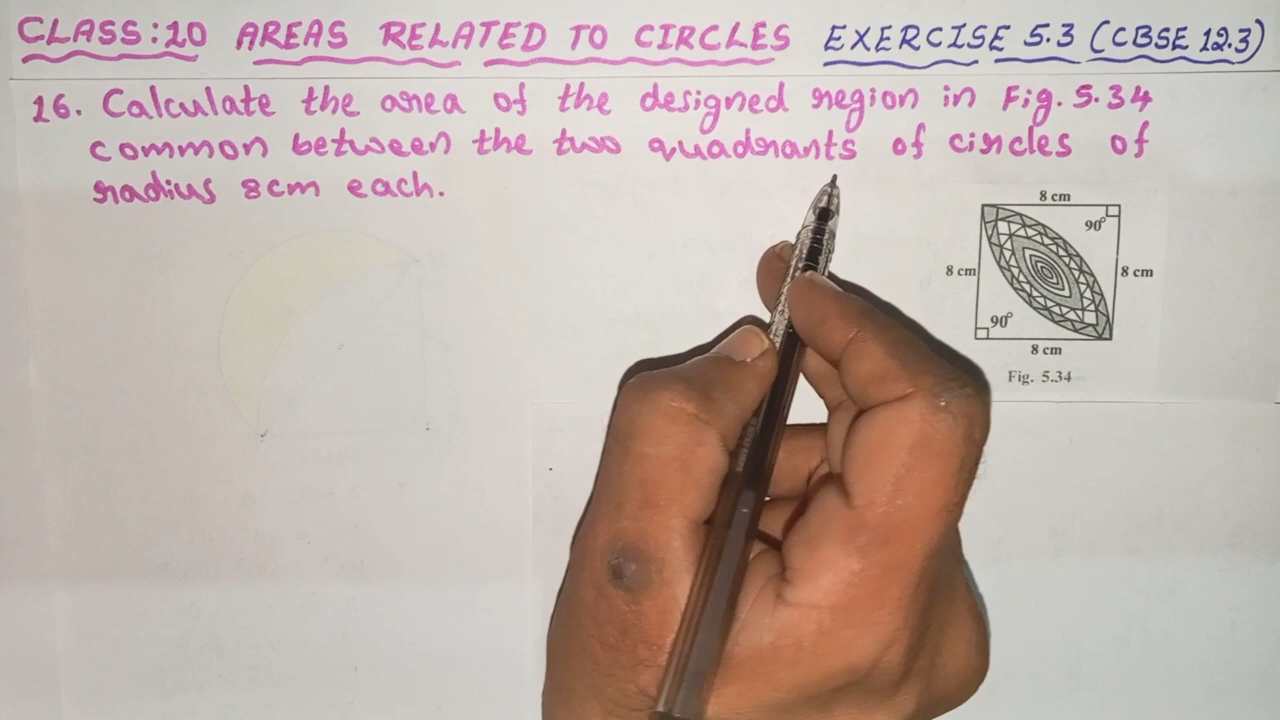 CLASS:10 AREAS RELATED TO CIRCLES EXERCISE 5.3 (CBSE 12.3)
16. Calculate the area of the designed region in Fig. 5.34
common between the two quadrants of circles of
radius 8cm each.
8 cm
90°
8 cm
8 cm
90°
8 cm
Fig. 5.34